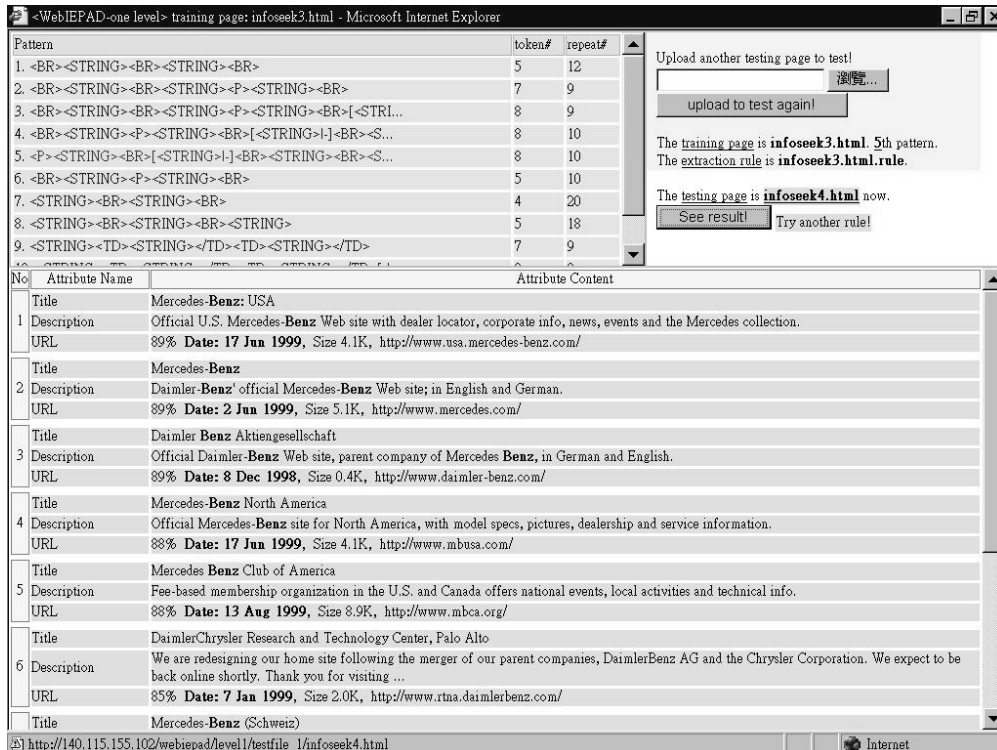 <WebIEPAD-one level> training page: infoseek3.html - Microsoft Internet Explorer
Pattern token# repeat#
1. <BR><STRING><BR><STRING><BR> 5 12
2. <BR><STRING><BR><STRING><P><STRING><BR> 7 9
3. <BR><STRING><BR><STRING><P><STRING><BR>[<STRI... 8 9
4. <BR><STRING><P><STRING><BR>[<STRING>|-]<BR><S... 8 10
5. <P><STRING><BR>[<STRING>|-]<BR><STRING><BR><S... 8 10
6. <BR><STRING><P><STRING><BR> 5 10
7. <STRING><BR><STRING><BR> 4 20
8. <STRING><BR><STRING><BR><STRING> 5 18
9. <STRING><TD><STRING></TD><TD><STRING></TD> 7 9
Upload another testing page to test!
瀏覽...
upload to test again!
The training page is infoseek3.html. 5th pattern.
The extraction rule is infoseek3.html.rule.
The testing page is infoseek4.html now.
See result! Try another rule!
No Attribute Name Attribute Content
Title Mercedes-Benz: USA
1 Description Official U.S. Mercedes-Benz Web site with dealer locator, corporate info, news, events and the Mercedes collection.
URL 89% Date: 17 Jun 1999, Size 4.1K, http://www.usa.mercedes-benz.com/
Title Mercedes-Benz
2 Description Daimler-Benz' official Mercedes-Benz Web site; in English and German.
URL 89% Date: 2 Jun 1999, Size 5.1K, http://www.mercedes.com/
Title Daimler Benz Aktiengesellschaft
3 Description Official Daimler-Benz Web site, parent company of Mercedes Benz, in German and English.
URL 89% Date: 8 Dec 1998, Size 0.4K, http://www.daimler-benz.com/
Title Mercedes-Benz North America
4 Description Official Mercedes-Benz site for North America, with model specs, pictures, dealership and service information.
URL 88% Date: 17 Jun 1999, Size 4.1K, http://www.mbusa.com/
Title Mercedes Benz Club of America
5 Description Fee-based membership organization in the U.S. and Canada offers national events, local activities and technical info.
URL 88% Date: 13 Aug 1999, Size 8.9K, http://www.mbca.org/
Title DaimlerChrysler Research and Technology Center, Palo Alto
6 Description We are redesigning our home site following the merger of our parent companies, DaimlerBenz AG and the Chrysler Corporation. We expect to be
back online shortly. Thank you for visiting ...
URL 85% Date: 7 Jan 1999, Size 2.0K, http://www.rtna.daimlerbenz.com/
Title Mercedes-Benz (Schweiz)
http://140.115.155.102/webiepad/level1/testfile_1/infoseek4.html Internet